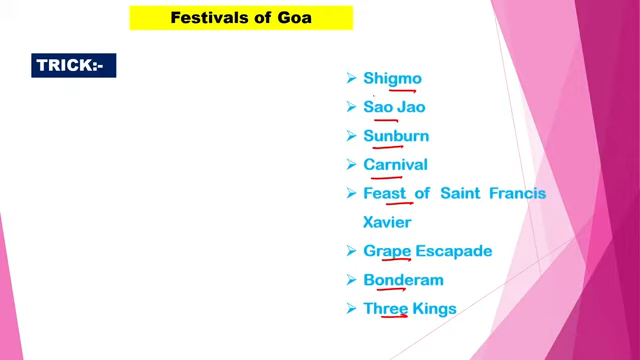 Festivals of Goa
TRICK:-
Shigmo
Sao Jao
Sunburn
Carnival
Feast of Saint Francis
Xavier
Grape Escapade
Bonderam
Three Kings